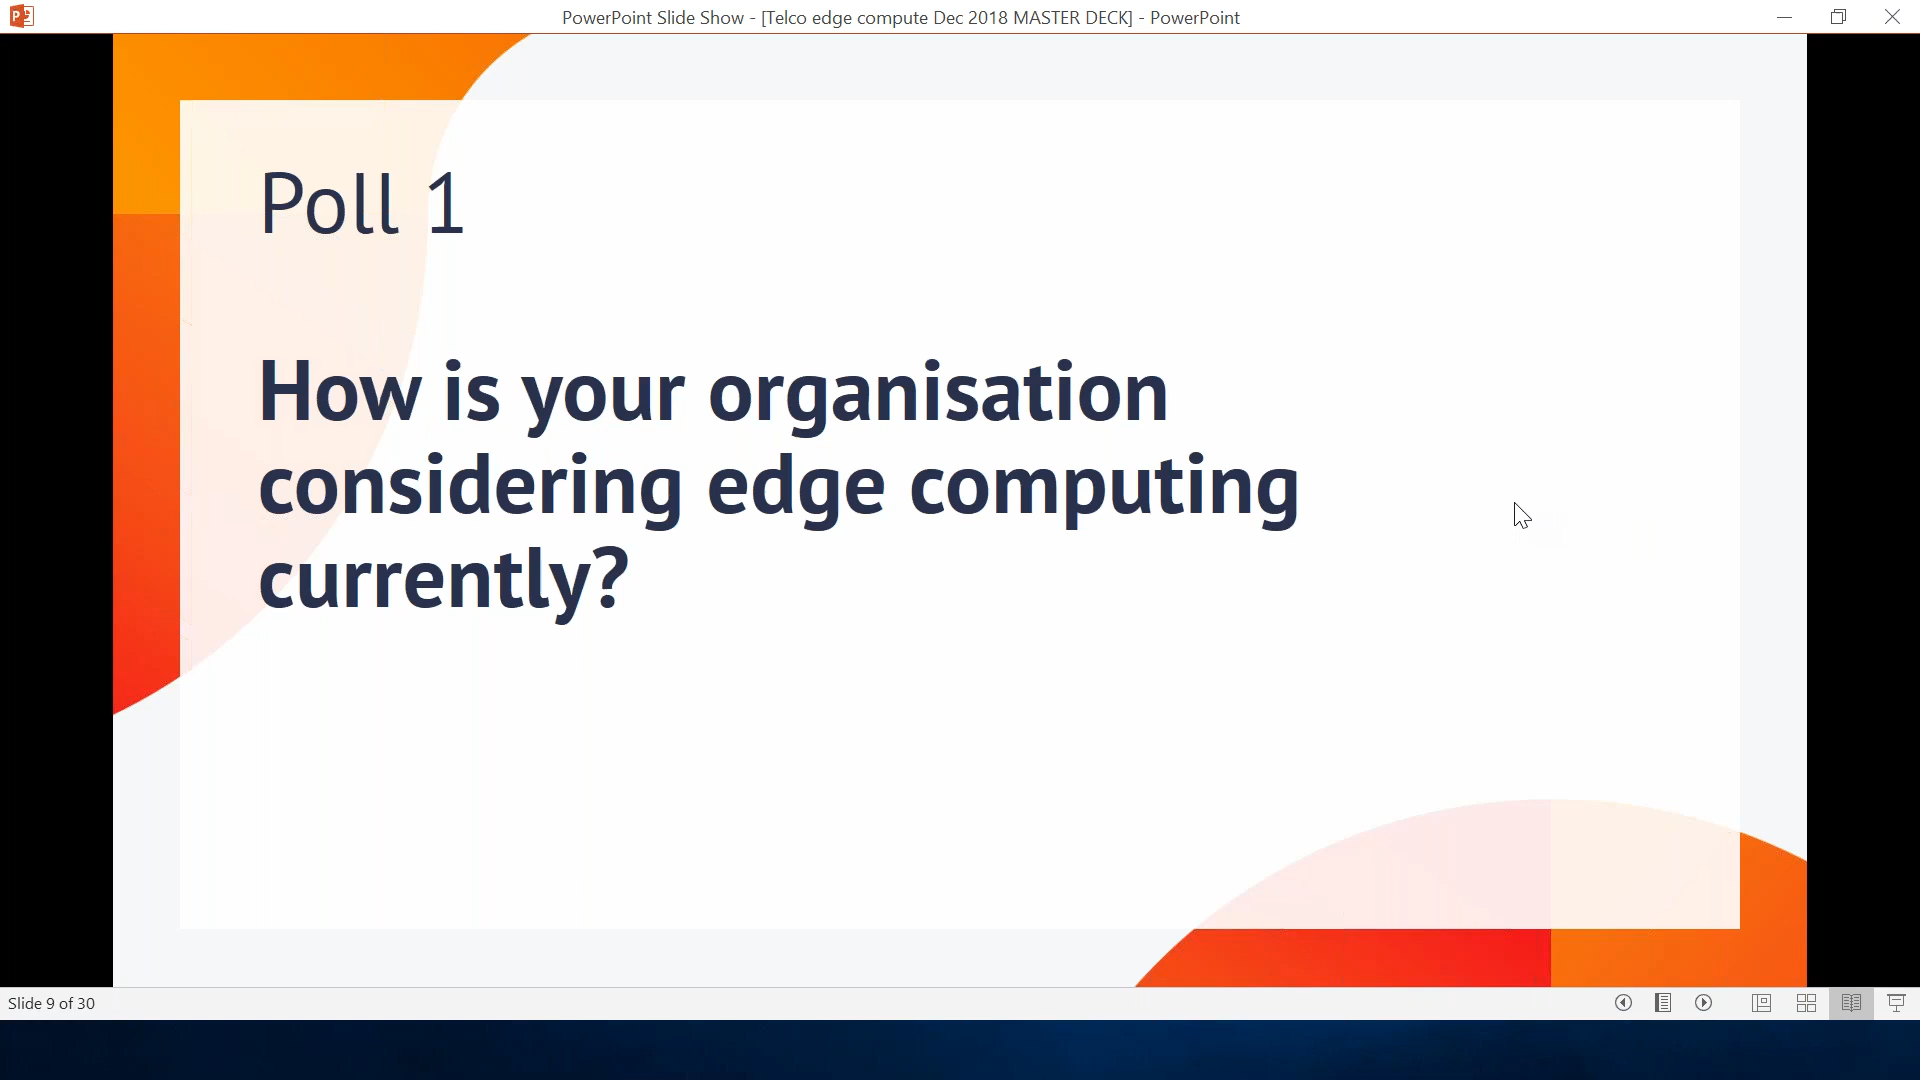 PowerPoint Slide Show - [Telco edge compute Dec 2018 MASTER DECK] - PowerPoint
Poll 1
How is your organisation
considering edge computing
currently?
Slide 9 of 30